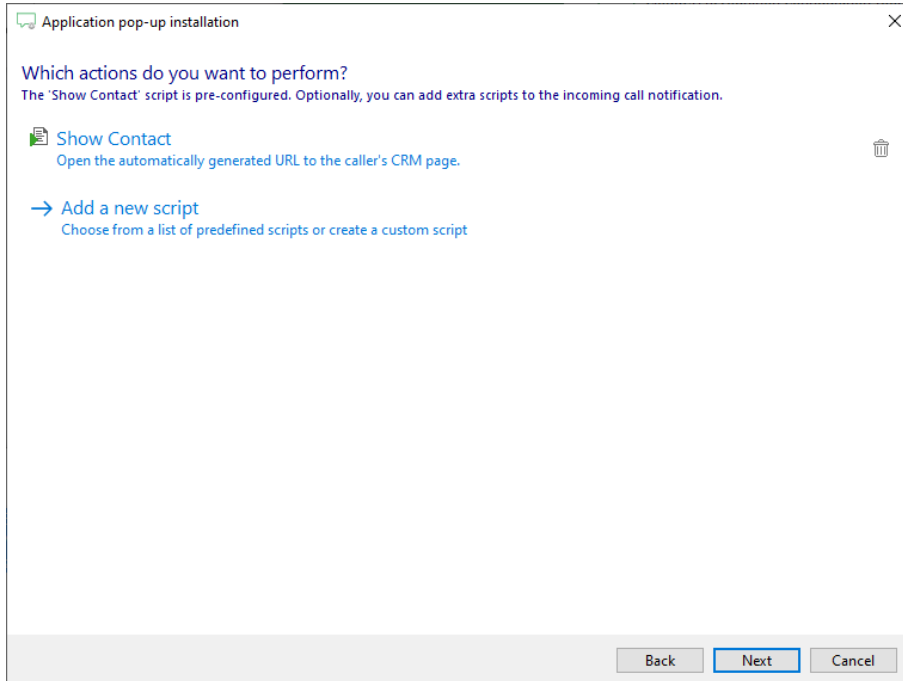 Application pop-up installation
Which actions do you want to perform?
The 'Show Contact' script is pre-configured. Optionally, you can add extra scripts to the incoming call notification.
Show Contact
Open the automatically generated URL to the caller's CRM page.
Add a new script
Choose from a list of predefined scripts or create a custom script
Back Next Cancel